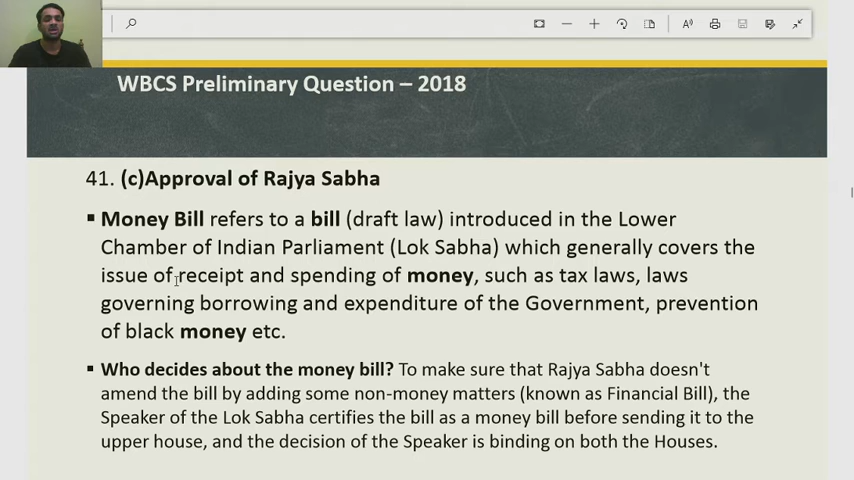 WBCS Preliminary Question – 2018
41. (c)Approval of Rajya Sabha
▪ Money Bill refers to a bill (draft law) introduced in the Lower
Chamber of Indian Parliament (Lok Sabha) which generally covers the
issue of receipt and spending of money, such as tax laws, laws
governing borrowing and expenditure of the Government, prevention
of black money etc.
▪ Who decides about the money bill? To make sure that Rajya Sabha doesn't
amend the bill by adding some non-money matters (known as Financial Bill), the
Speaker of the Lok Sabha certifies the bill as a money bill before sending it to the
upper house, and the decision of the Speaker is binding on both the Houses.